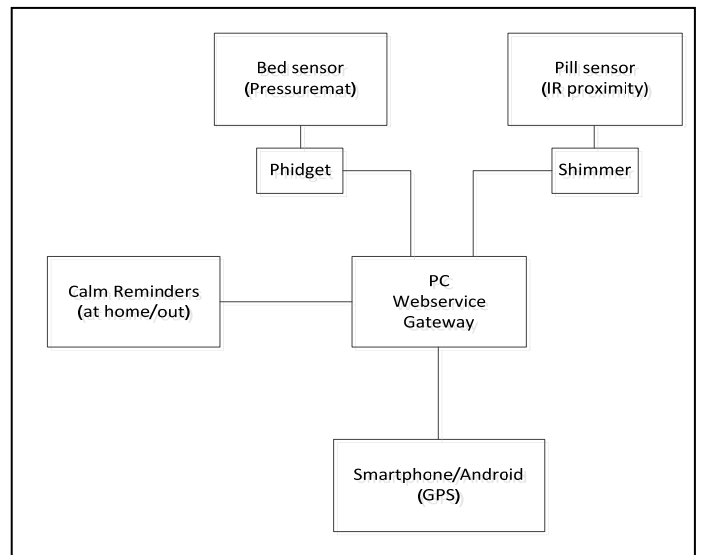 Bed sensor
(Pressuremat)
Pill sensor
(IR proximity)
Phidget
Shimmer
Calm Reminders
(at home/out)
PC
Webservice
Gateway
Smartphone/Android
(GPS)